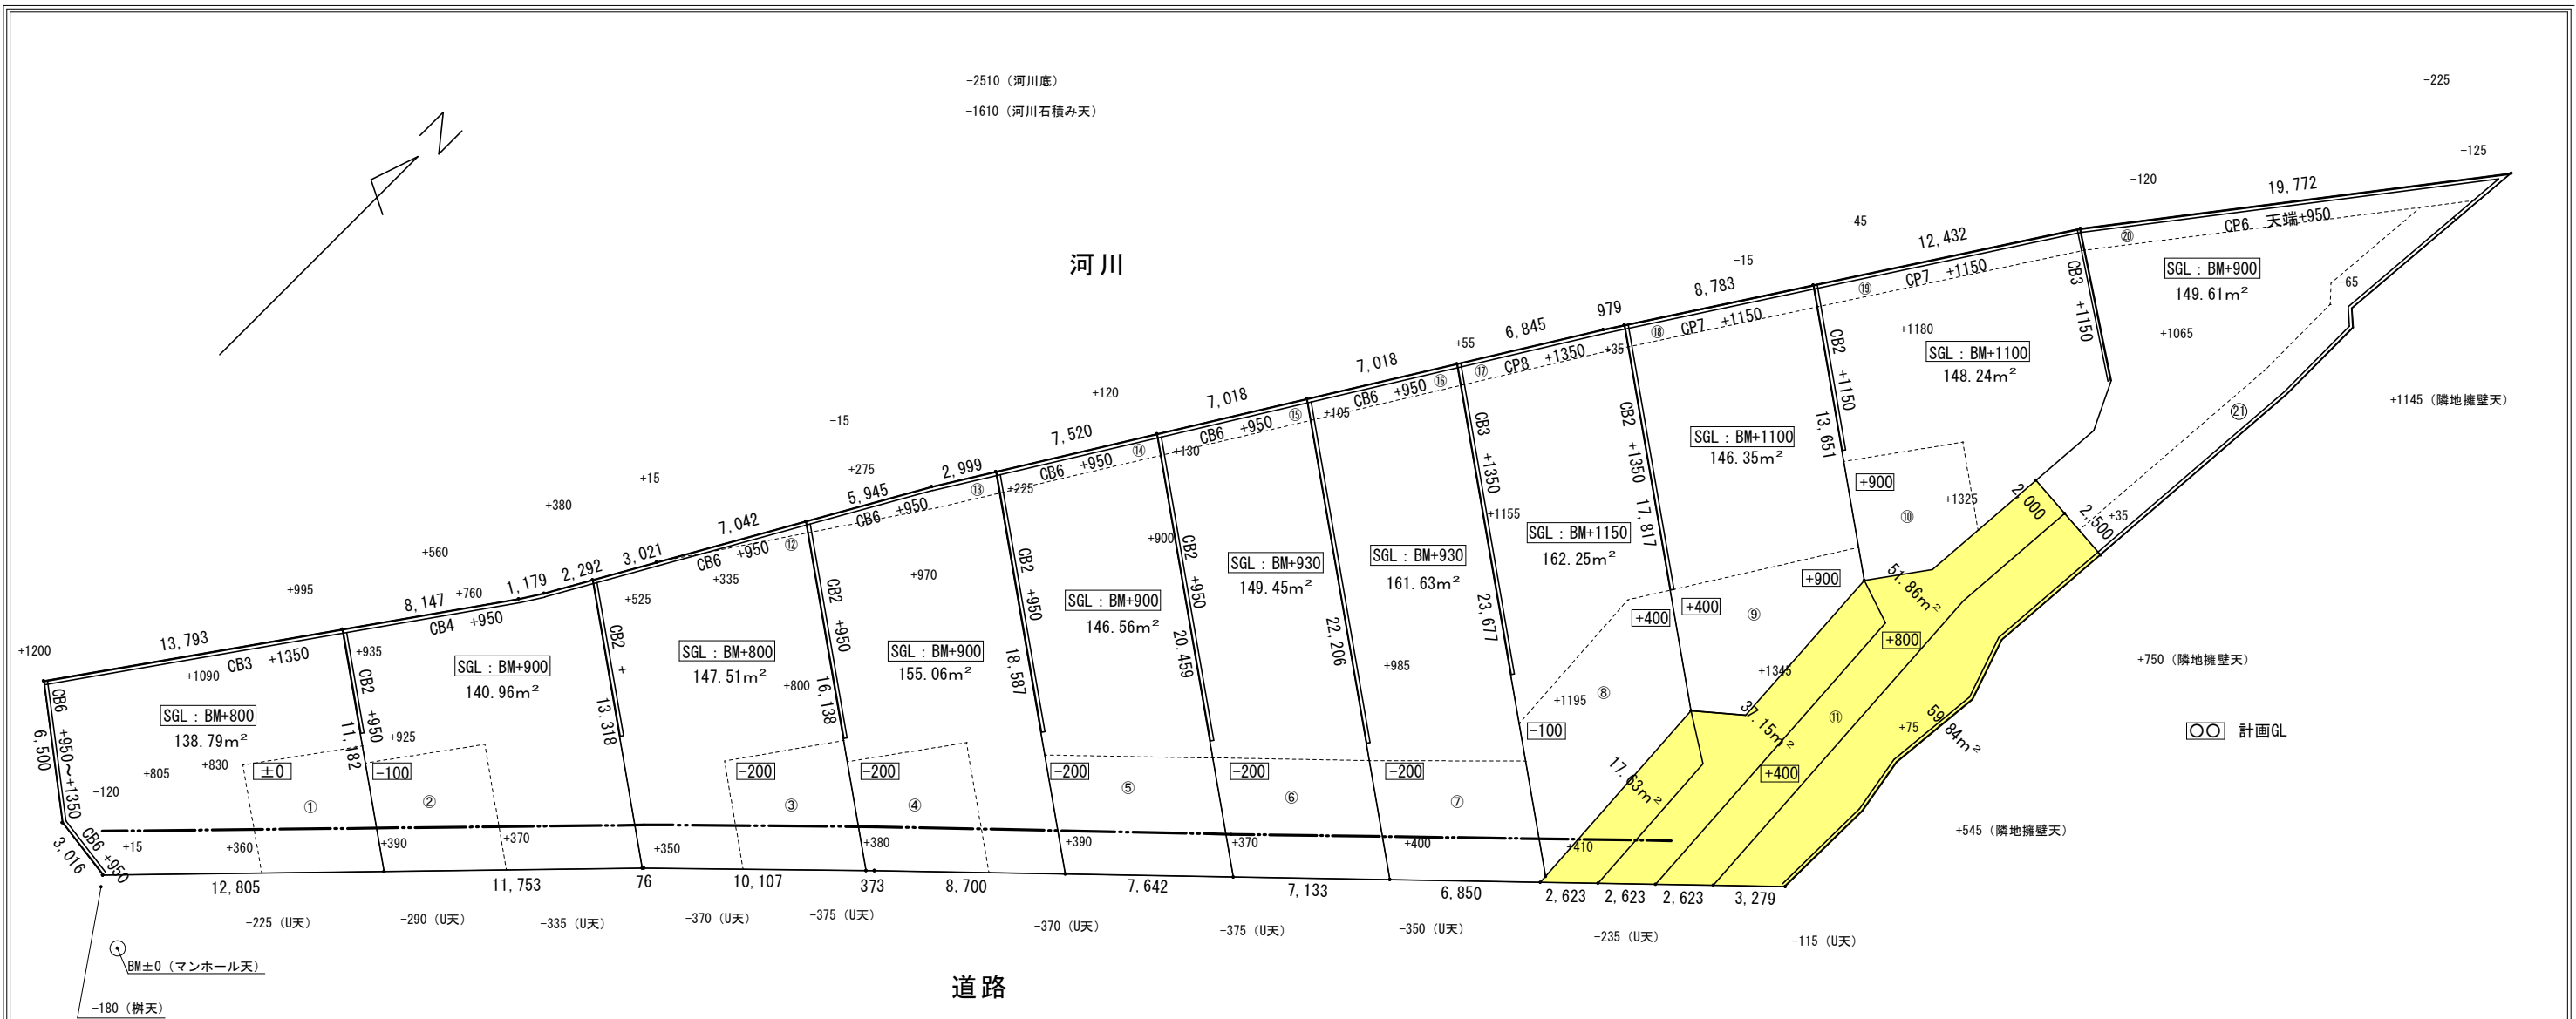 -2510（河川底）
-1610（河川石積み天）
-225
-125
-120
19,772
CP6 天端+950
⑳
SGL：BM+900
149.61m²
-65
+1065
+1145（隣地擁壁天）
㉑
N
河川
-45
12,432
CP7 +1150
⑲
CB3 +1150
-15
8,783
CP7 +1150
⑱
979
CB2 +1150
13,651
+1180
SGL：BM+1100
148.24m²
+900
+1325
⑩
2,000
2,500
+35
+55
6,845
CP8 +1350
⑰
+35
CB2 +1350
17,817
SGL：BM+1100
146.35m²
+900
+400
⑨
+1345
51.86m²
+800
7,018
CB6 +950
⑯
CB3 +1350
23,677
+1155
SGL：BM+1150
162.25m²
+400
+1195
⑧
-100
37.15m²
⑪
+75
59.84m²
+400
17.63m²
+750（隣地擁壁天）
+545（隣地擁壁天）
○○ 計画GL
+120
7,018
CB6 +950
⑮
+105
22,206
SGL：BM+930
161.63m²
+985
-200
⑦
7,520
CB6 +950
⑭
+130
+900
CB2 +950
20,459
SGL：BM+930
149.45m²
-200
⑥
-15
+275
5,945
2,999
CB6 +950
⑬
+225
CB2 +950
18,587
SGL：BM+900
146.56m²
-200
⑤
+15
7,042
CB6 +950
⑫
+335
CB2 +950
16,138
+970
SGL：BM+900
155.06m²
-200
④
+380
3,021
+525
CB2 +
13,318
SGL：BM+800
147.51m²
+800
-200
③
+560
8,147
+760
1,179
2,292
CB4 +950
+935
CB2 +950
11,182
SGL：BM+900
140.96m²
+925
-100
②
+995
+1200
13,793
CB3 +1350
+1090
CB6 +950～+1350
6,500
SGL：BM+800
138.79m²
+805
+830
±0
①
-120
CB6 +950
3,016
+15
+360
+390
+370
+350
+380
+390
+370
+400
+410
12,805
11,753
76
10,107
373
8,700
7,642
7,133
6,850
2,623
2,623
2,623
3,279
-225（U天）
-290（U天）
-335（U天）
-370（U天）
-375（U天）
-370（U天）
-375（U天）
-350（U天）
-235（U天）
-115（U天）
BM±0（マンホール天）
-180（桝天）
道路